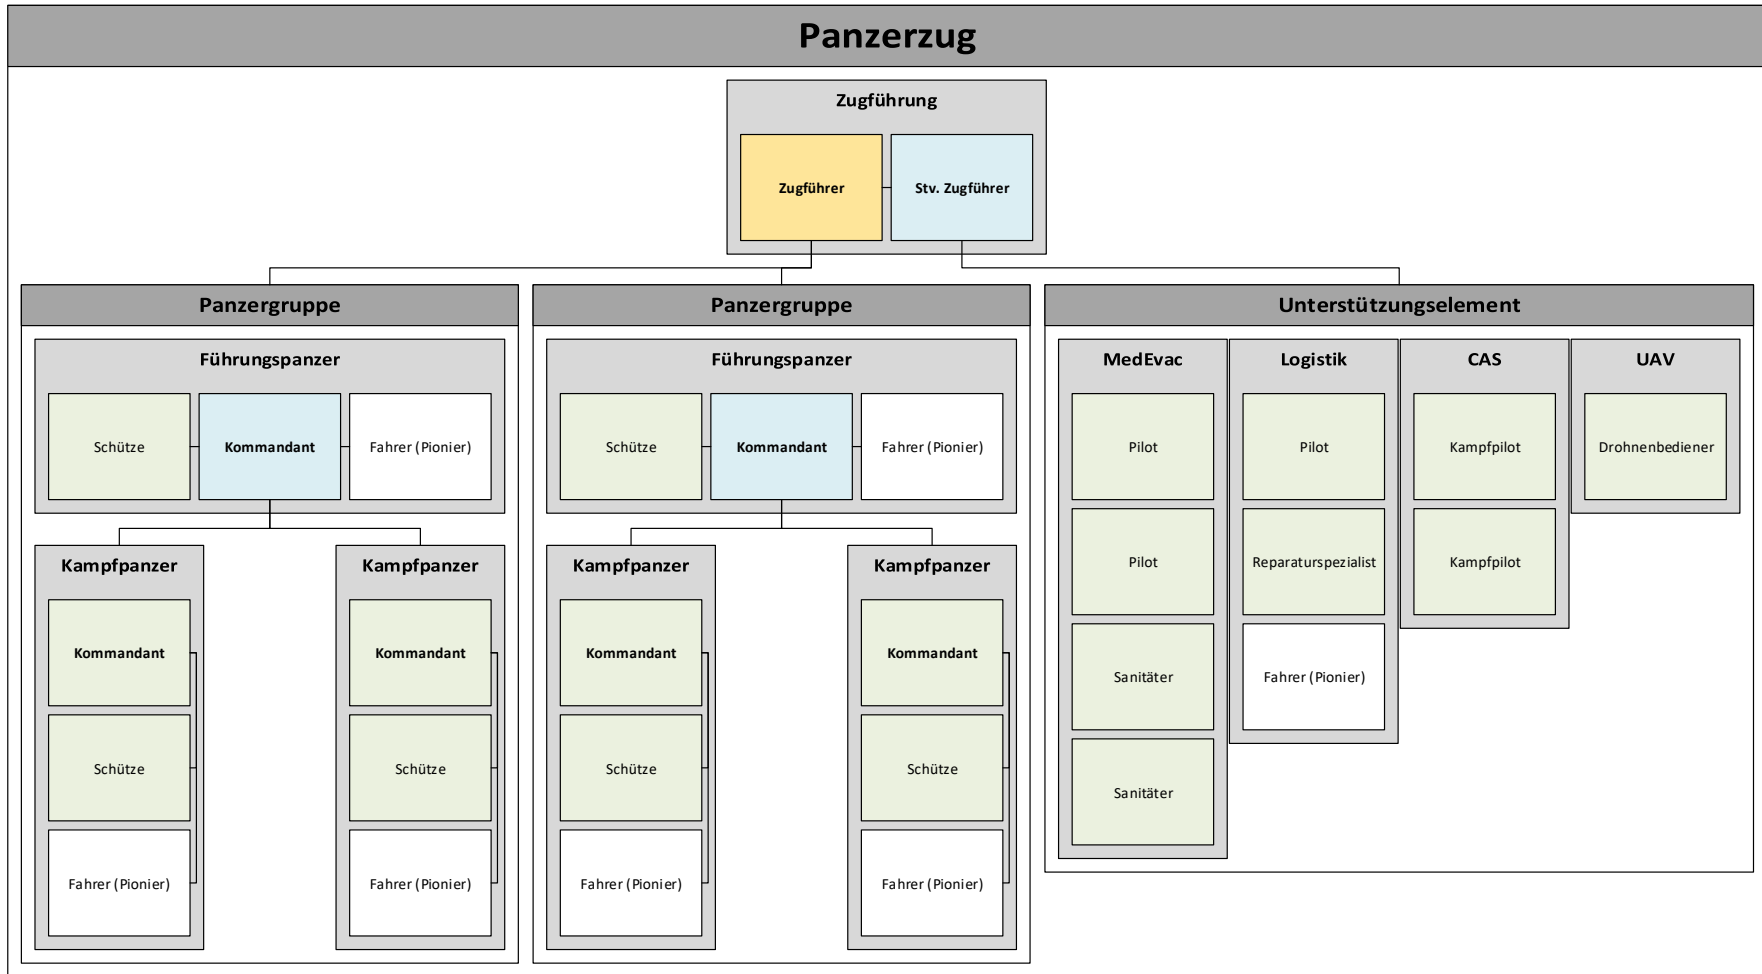 Panzerzug
Zugführung
Zugführer
Stv. Zugführer
Panzergruppe
Führungspanzer
Schütze
Kommandant
Fahrer (Pionier)
Kampfpanzer
Kommandant
Schütze
Fahrer (Pionier)
Kampfpanzer
Kommandant
Schütze
Fahrer (Pionier)
Panzergruppe
Führungspanzer
Schütze
Kommandant
Fahrer (Pionier)
Kampfpanzer
Kommandant
Schütze
Fahrer (Pionier)
Kampfpanzer
Kommandant
Schütze
Fahrer (Pionier)
Unterstützungselement
MedEvac
Pilot
Pilot
Sanitäter
Sanitäter
Logistik
Pilot
Reparaturspezialist
Fahrer (Pionier)
CAS
Kampfpilot
Kampfpilot
UAV
Drohnenbediener